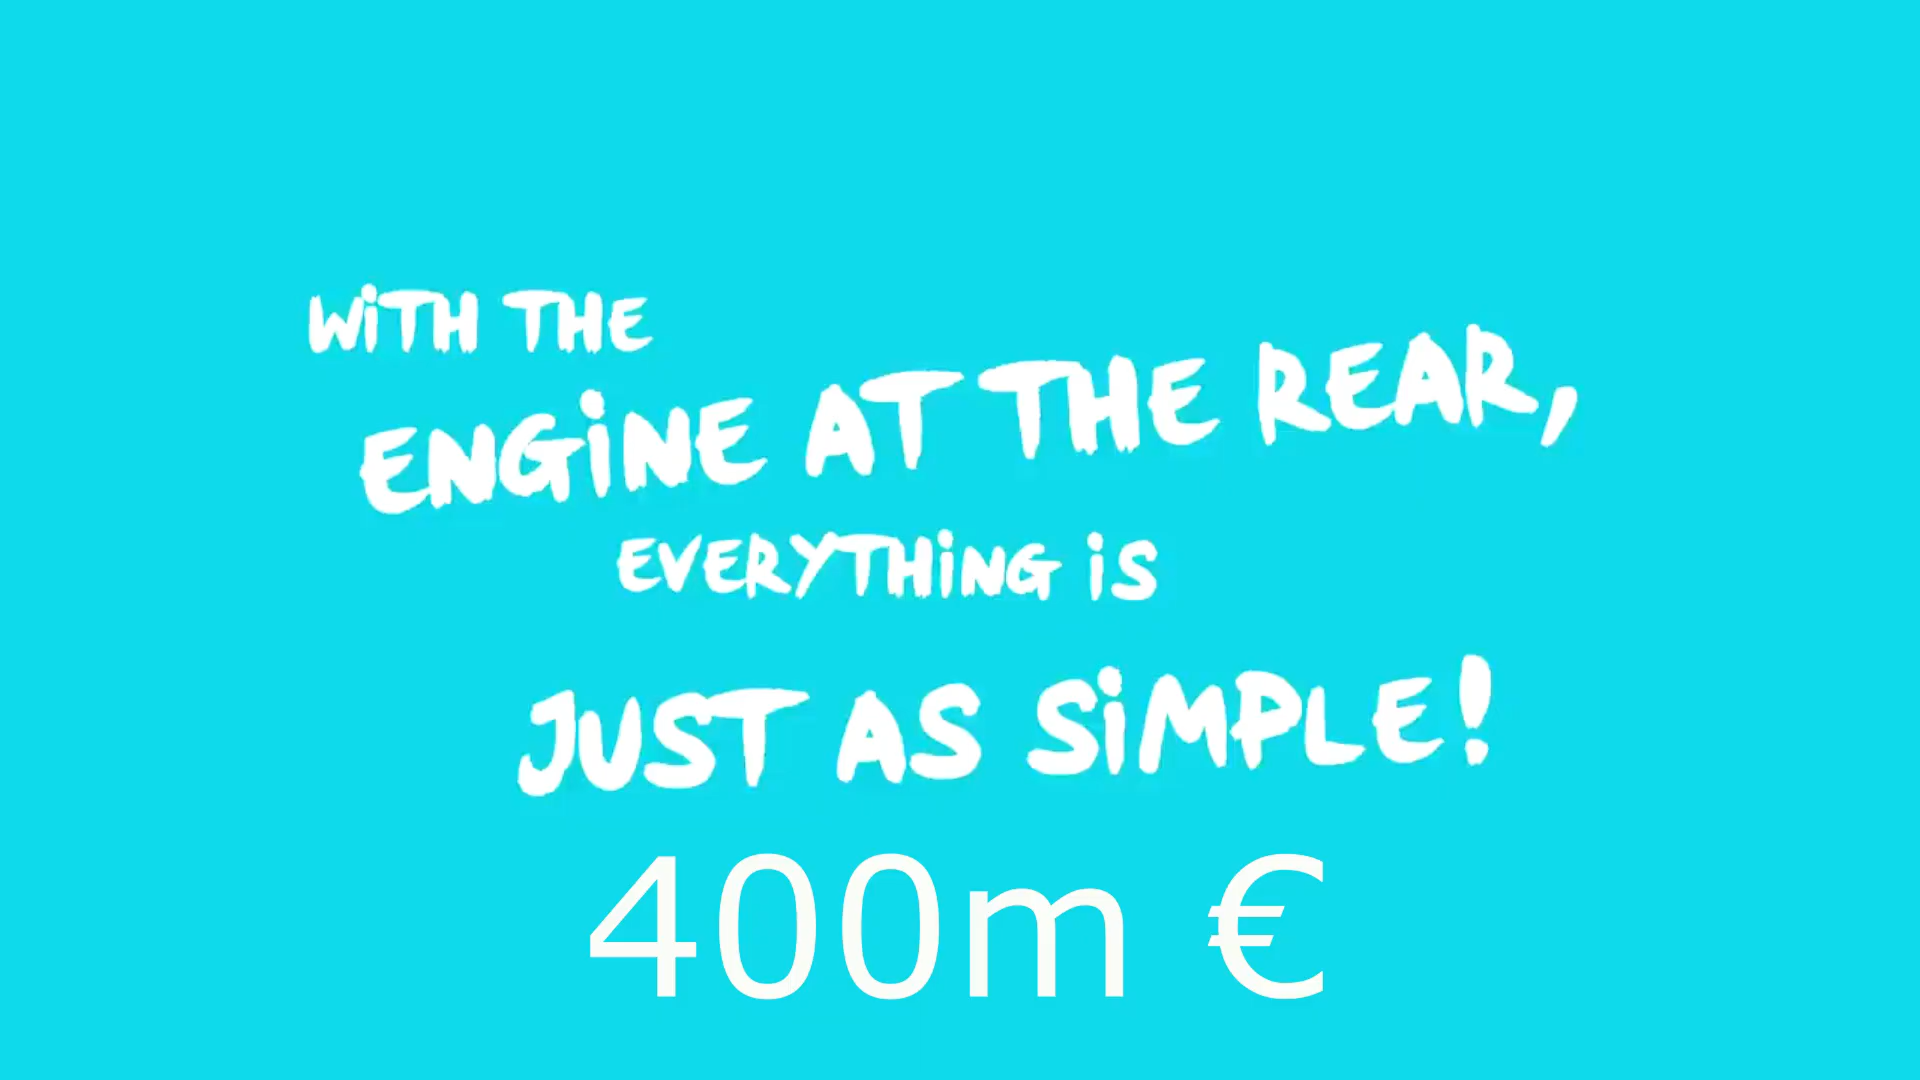 WiTH THE
ENGiNE AT THE REAR,
EVERYTHiNG iS
JUST AS SiMPLE!
400m €